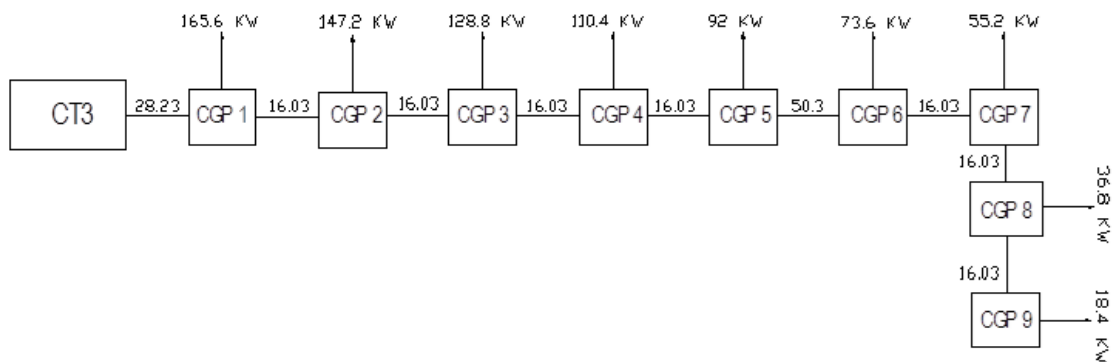 165.6 KW 147.2 KW 128.8 KW 110.4 KW 92 KW 73.6 KW 55.2 KW
CT3 28.23 CGP 1 16.03 CGP 2 16.03 CGP 3 16.03 CGP 4 16.03 CGP 5 50.3 CGP 6 16.03 CGP 7
16.03
CGP 8 36.8 KW
16.03
CGP 9 18.4 KW